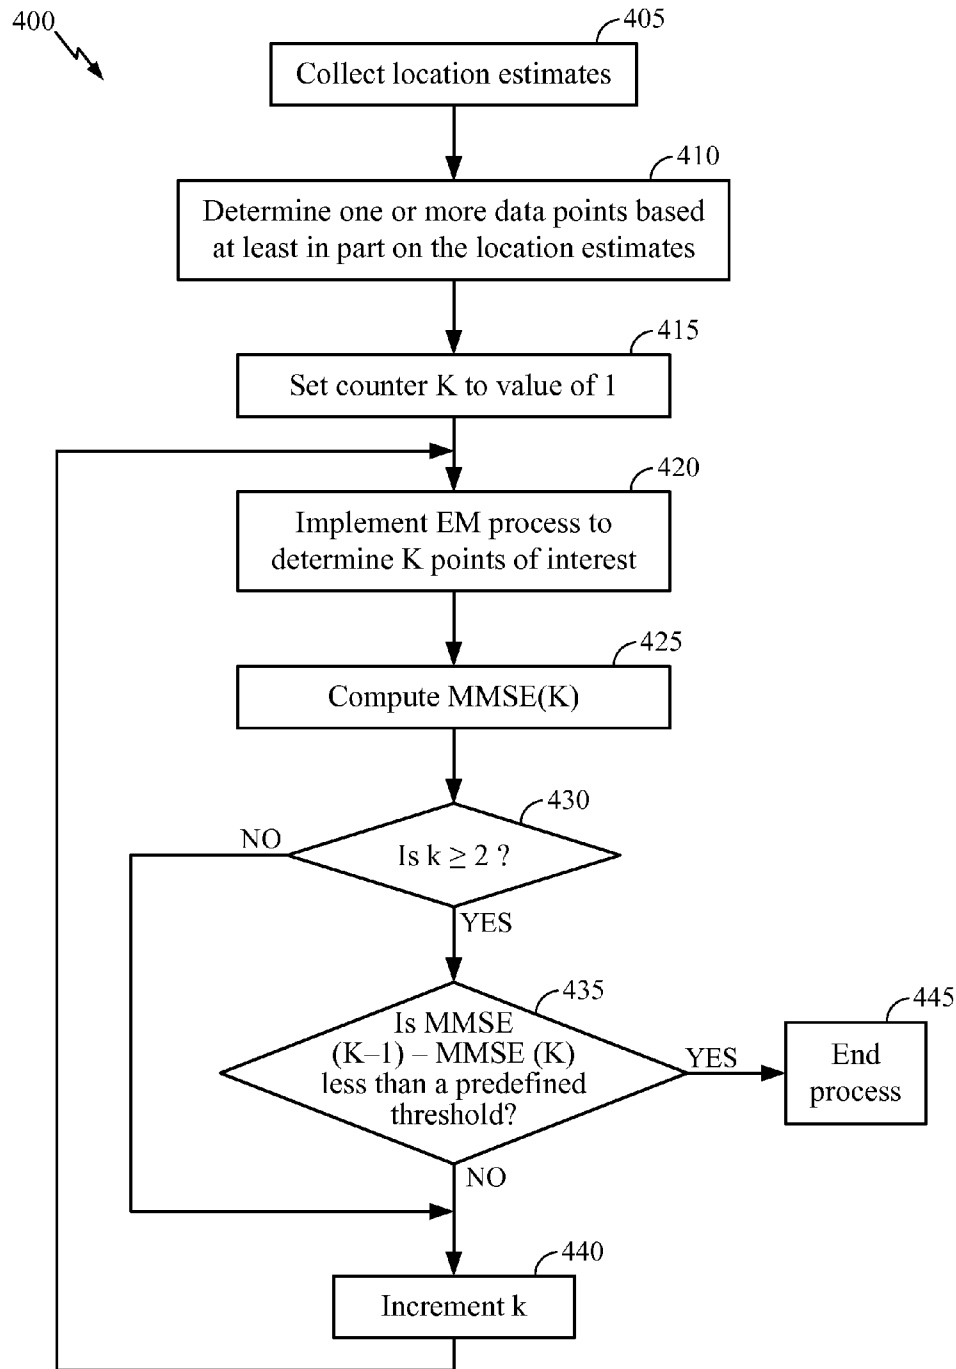 400
405
Collect location estimates
410
Determine one or more data points based
at least in part on the location estimates
415
Set counter K to value of 1
420
Implement EM process to
determine K points of interest
425
Compute MMSE(K)
430
NO
Is k ≥ 2 ?
YES
435
Is MMSE
(K–1) – MMSE (K)
less than a predefined
threshold?
YES
445
End
process
NO
440
Increment k